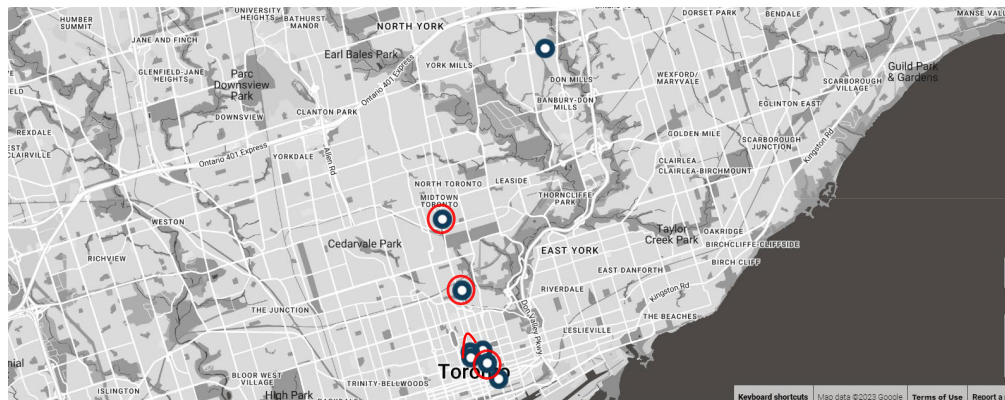 HUMBER
SUMMIT
UNIVERSITY
HEIGHTS
BATHURST
MANOR
NORTH YORK
DORSET PARK
BENDALE
JANE AND FINCH
Earl Bales Park
YORK MILLS
GLENFIELD-JANE
HEIGHTS
Parc
Downsview
Park
Ontario 401 Express
DON MILLS
WEXFORD/
MARYVALE
Guild Park
& Gardens
SCARBOROUGH
VILLAGE
BANBURY-DON
MILLS
EGLINTON EAST
CLANTON PARK
DOWNSVIEW
REXDALE
GOLDEN MILE
SCARBOROUGH
JUNCTION
Kingston Rd
CLAIRVILLE
Ontario 401 Express
YORKDALE
Allen Rd
CLAIRLEA
CLAIRLEA-BIRCHMOUNT
NORTH TORONTO
LEASIDE
MIDTOWN
TORONTO
THORNCLIFFE
PARK
WESTON
Cedarvale Park
Taylor
Creek Park
OAKRIDGE
BIRCHCLIFFE-CLIFFSIDE
EAST YORK
RICHVIEW
BIRCH CLIFF
EAST DANFORTH
RIVERDALE
Kingston Rd
THE JUNCTION
Don Valley Pkwy
THE BEACHES
LESLIEVILLE
Toronto
BLOOR WEST
VILLAGE
TRINITY-BELLWOODS
ISLINGTON
High Park
Keyboard shortcuts
Map data ©2023 Google
Terms of Use